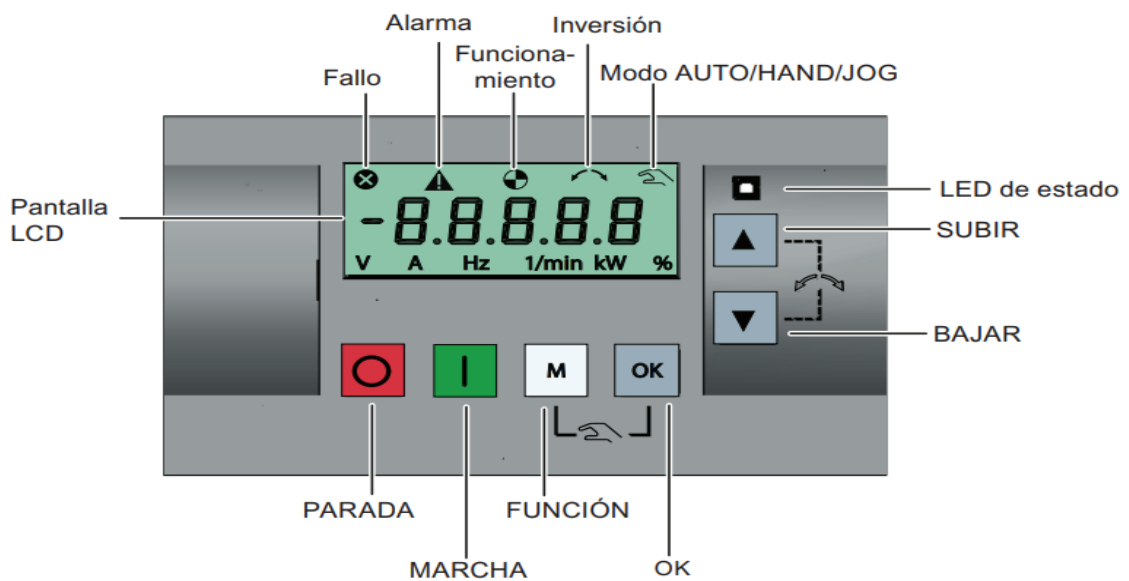 Alarma
Inversión
Funciona-
miento
Modo AUTO/HAND/JOG
Fallo
Pantalla
LCD
-8.8.8.8.8
V A Hz 1/min kW %
LED de estado
SUBIR
BAJAR
M
OK
PARADA
FUNCIÓN
MARCHA
OK